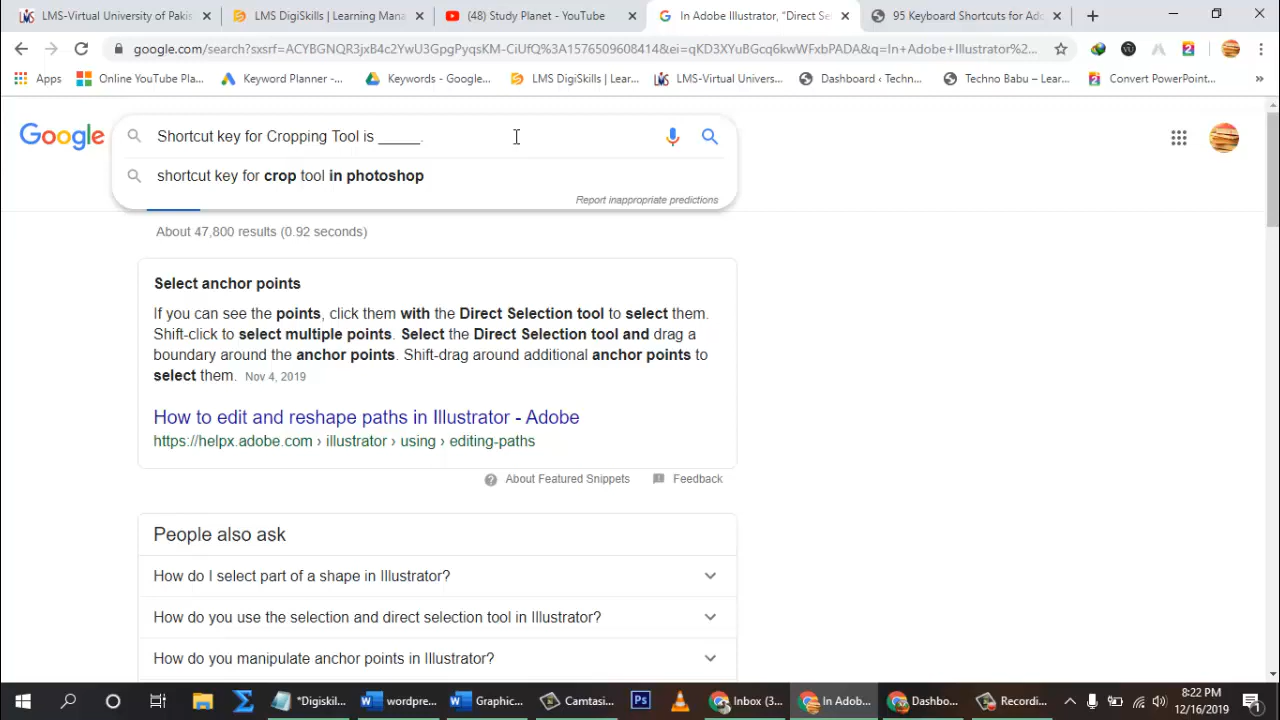 LMS-Virtual University of Pakis
LMS DigiSkills | Learning Mana
(48) Study Planet - YouTube
In Adobe Illustrator, "Direct Se
95 Keyboard Shortcuts for Ado
google.com/search?sxsrf=ACYBGNQR3jxB4c2YwU3GpgPyqsKM-CiUfQ%3A1576509608414&ei=qKD3XYuBGcq6kwWFxbPADA&q=In+Adobe+Illustrator%2...
Apps
Online YouTube Pla...
Keyword Planner -...
Keywords - Google...
LMS DigiSkills | Lear...
LMS-Virtual Univers...
Dashboard ‹ Techn...
Techno Babu – Lear...
Convert PowerPoint...
»
Google
Shortcut key for Cropping Tool is _____.
shortcut key for crop tool in photoshop
Report inappropriate predictions
About 47,800 results (0.92 seconds)
Select anchor points
If you can see the points, click them with the Direct Selection tool to select them.
Shift-click to select multiple points. Select the Direct Selection tool and drag a
boundary around the anchor points. Shift-drag around additional anchor points to
select them. Nov 4, 2019
How to edit and reshape paths in Illustrator - Adobe
https://helpx.adobe.com › illustrator › using › editing-paths
About Featured Snippets
Feedback
People also ask
How do I select part of a shape in Illustrator?
How do you use the selection and direct selection tool in Illustrator?
How do you manipulate anchor points in Illustrator?
*Digiskil...
wordpre...
Graphic...
Camtasi...
Ps
Inbox (3...
In Adob...
Dashbo...
Recordi...
8:22 PM
12/16/2019